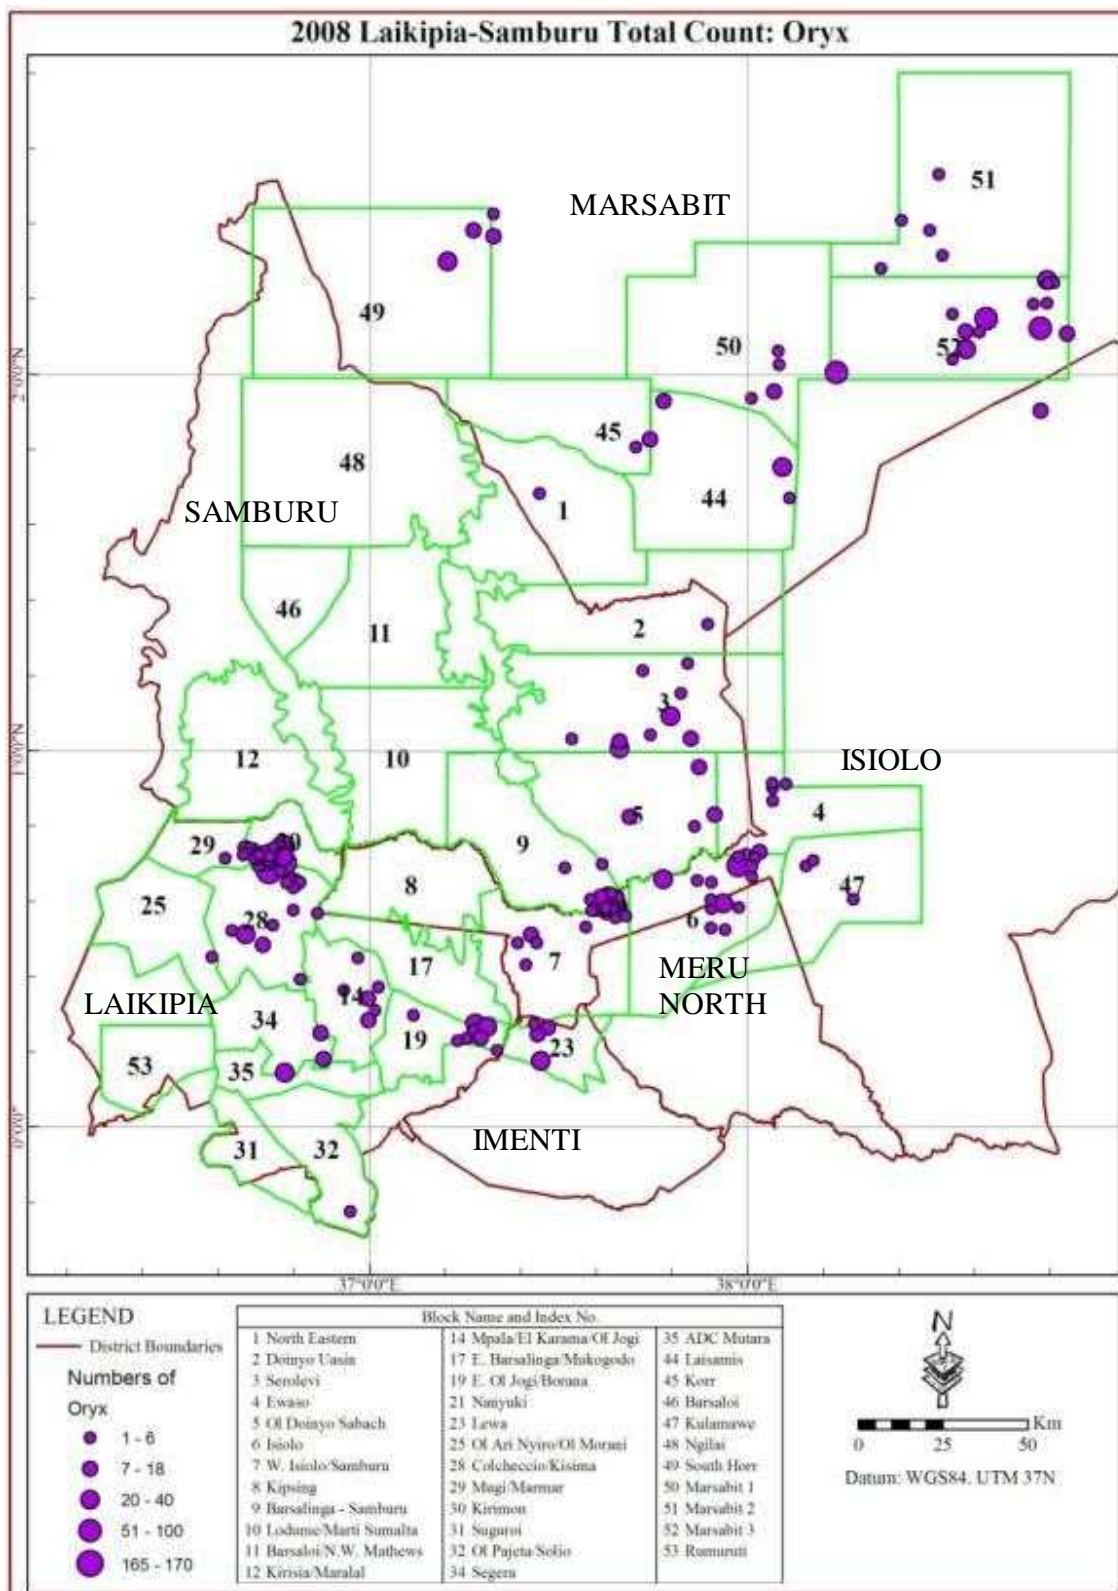 2008 Laikipia-Samburu Total Count: Oryx
MARSABIT
51
49
50
2°0'0"N
45
48
44
SAMBURU
1
46
11
2
3
1°0'0"N
12
10
ISIOLO
5
4
29
9
8
47
25
28
6
7
17
MERU
NORTH
LAIKIPIA
14
34
19
23
53
35
0°0'0"
IMENTI
31
32
37°0'0"E
38°0'0"E
LEGEND
District Boundaries
Numbers of
Oryx
1 - 6
7 - 18
20 - 40
51 - 100
165 - 170
Block Name and Index No.
1 North Eastern
2 Doinyo Uasin
3 Serolevi
4 Ewaso
5 Ol Doinyo Sabach
6 Isiolo
7 W. Isiolo/Samburu
8 Kipsing
9 Barsalinga - Samburu
10 Lodume/Marti Sumalta
11 Barsaloi/N.W. Mathews
12 Kirisia/Maralal
14 Mpala/El Karama/Ol Jogi
17 E. Barsalinga/Mukogodo
19 E. Ol Jogi/Borana
21 Nanyuki
23 Lewa
25 Ol Ari Nyiro/Ol Morani
28 Colcheccio/Kisima
29 Mugi/Marmar
30 Kirimon
31 Suguroi
32 Ol Pajeta/Solio
34 Segera
35 ADC Mutara
44 Laisamis
45 Korr
46 Barsaloi
47 Kulamawe
48 Ngilai
49 South Horr
50 Marsabit 1
51 Marsabit 2
52 Marsabit 3
53 Rumuruti
N
Km
0 25 50
Datum: WGS84, UTM 37N